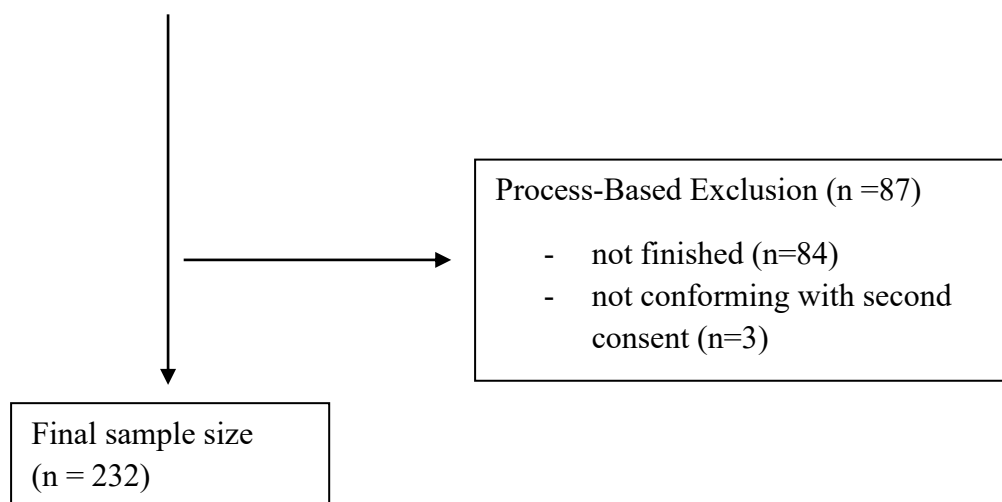 Process-Based Exclusion (n =87)
- not finished (n=84)
- not conforming with second
consent (n=3)
Final sample size
(n = 232)